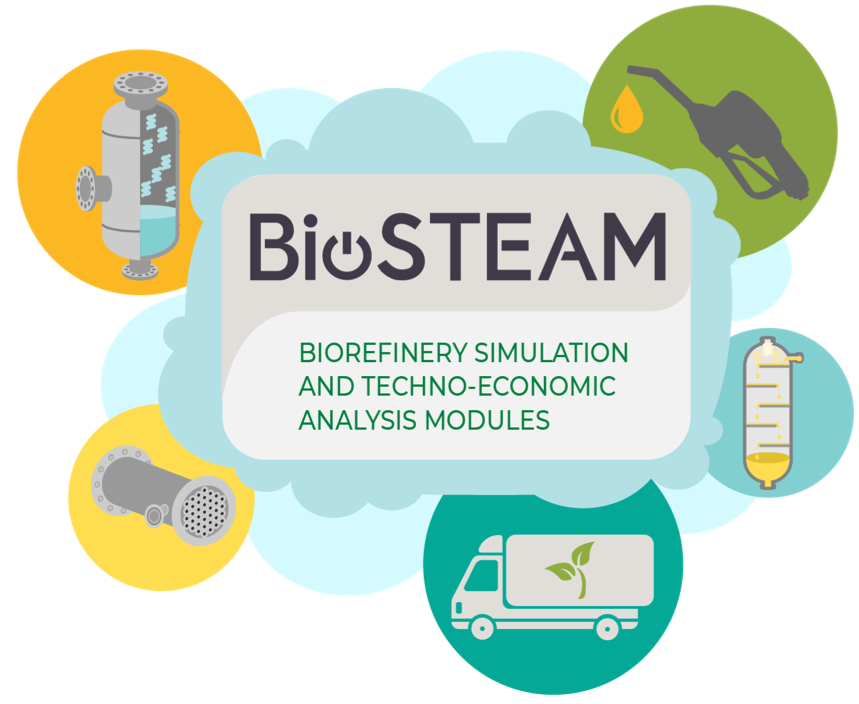 BioSTEAM
BIOREFINERY SIMULATION
AND TECHNO-ECONOMIC
ANALYSIS MODULES